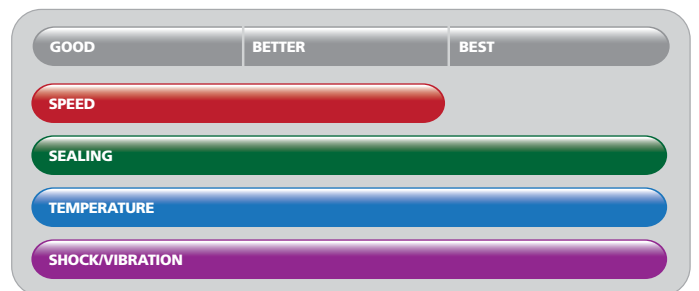 GOOD BETTER BEST
SPEED
SEALING
TEMPERATURE
SHOCK/VIBRATION